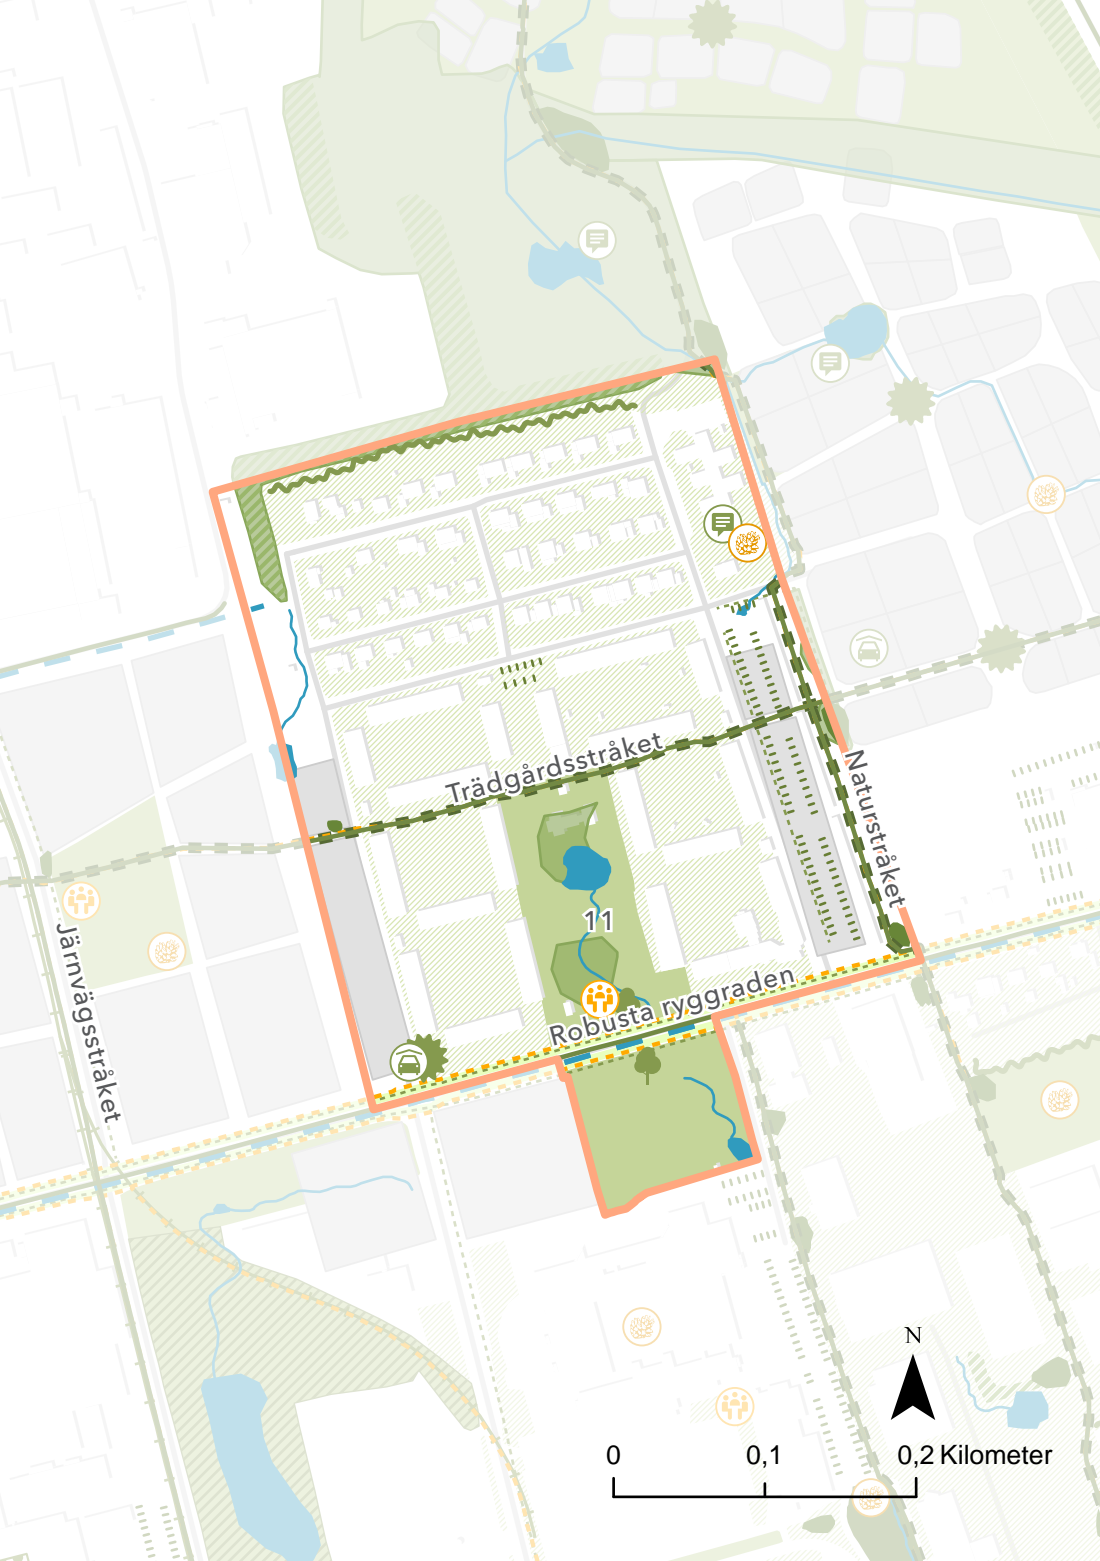 Trädgårdsstråket
Naturstråket
11
Järnvägsstråket
Robusta ryggraden
N
0 0,1 0,2 Kilometer